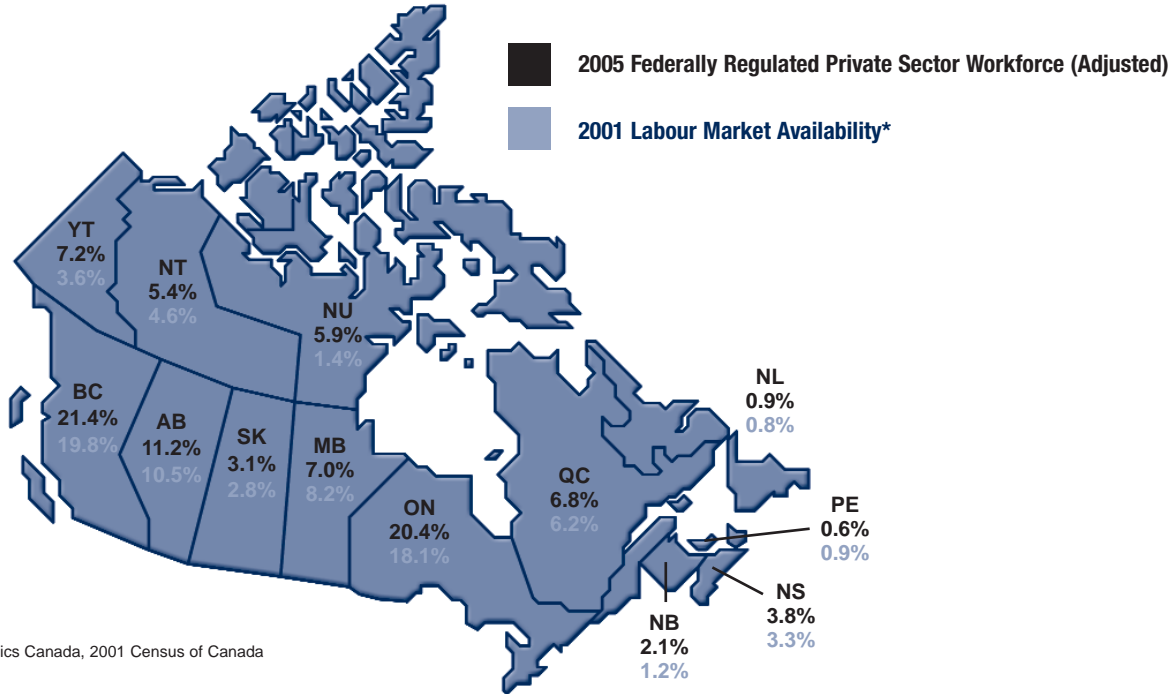 2005 Federally Regulated Private Sector Workforce (Adjusted)
2001 Labour Market Availability*
YT
7.2%
3.6%
NT
5.4%
4.6%
NU
5.9%
1.4%
BC
21.4%
19.8%
AB
11.2%
10.5%
SK
3.1%
2.8%
MB
7.0%
8.2%
ON
20.4%
18.1%
QC
6.8%
6.2%
NL
0.9%
0.8%
PE
0.6%
0.9%
NS
3.8%
3.3%
NB
2.1%
1.2%
ics Canada, 2001 Census of Canada